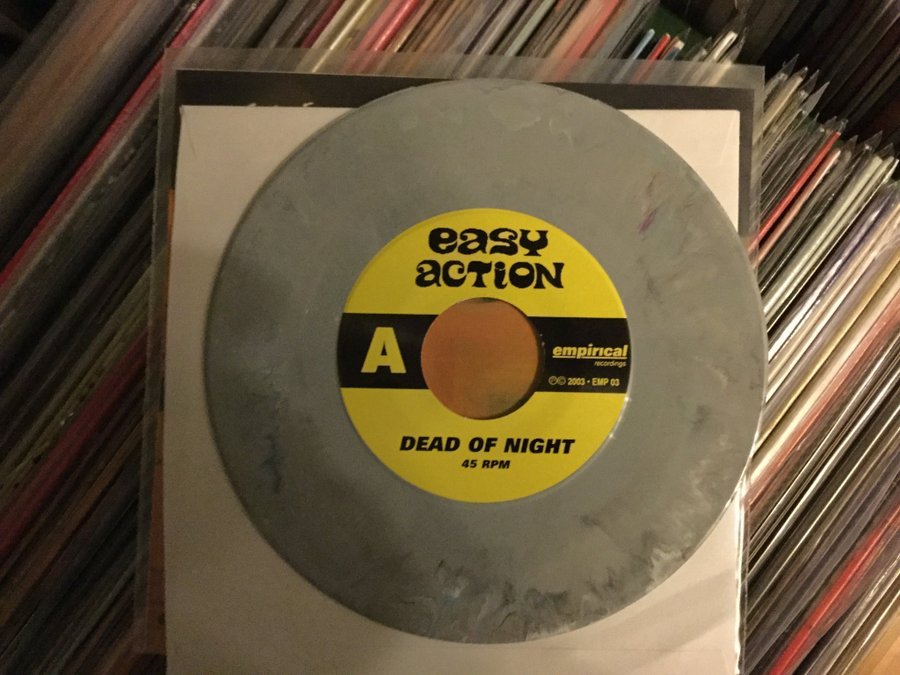 easy
action
A
empirical
recordings
℗© 2003 • EMP 03
DEAD OF NIGHT
45 RPM